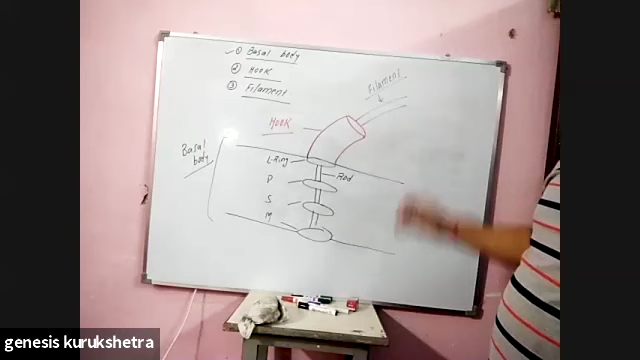 ① Basal body
② Hook
③ Filament
Filament
Hook
Basal
body
L-Ring
Rod
P
S
M
genesis kurukshetra